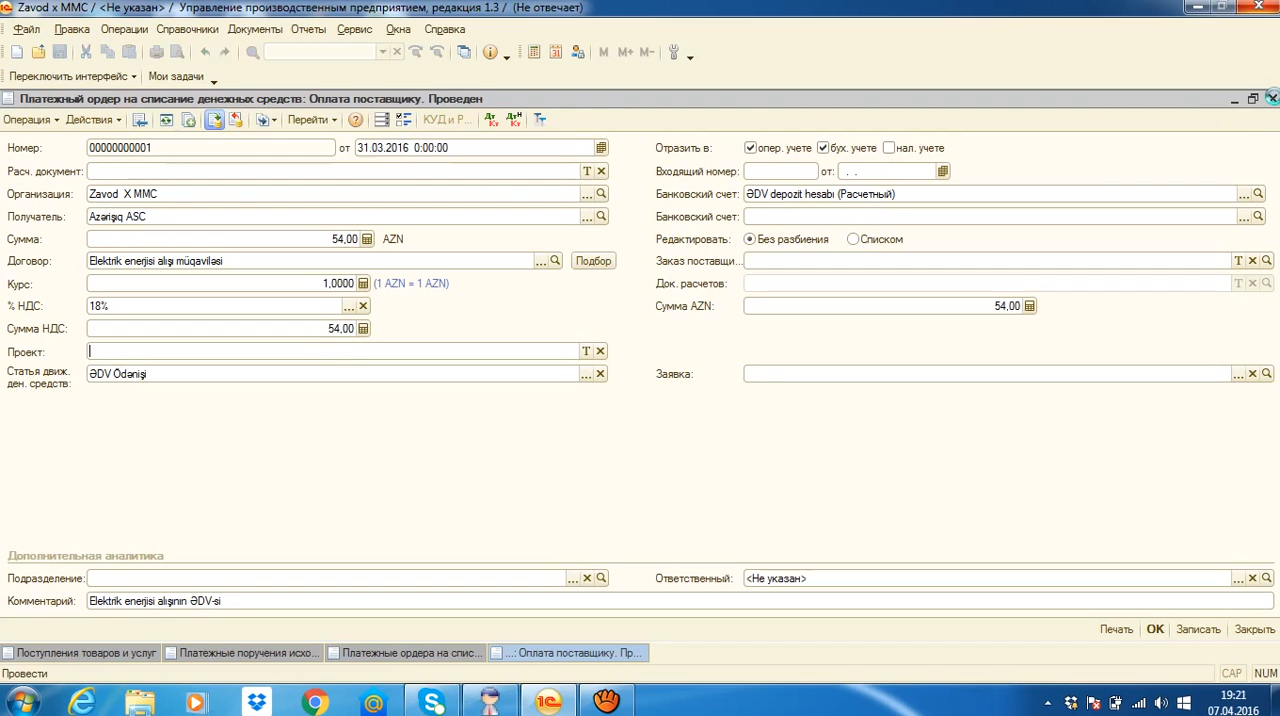 Zavod x MMC / <Не указан> / Управление производственным предприятием, редакция 1.3 / (Не отвечает)
Файл Правка Операции Справочники Документы Отчеты Сервис Окна Справка
M M+ M−
Переключить интерфейс Мои задачи
Платежный ордер на списание денежных средств: Оплата поставщику. Проведен
Операция Действия Перейти КУД и Р... Дт Кт Дт Н Кт
Номер: 00000000001 от 31.03.2016 0:00:00 Отразить в: опер. учете бух. учете нал. учете
Расч. документ: T Входящий номер: от: . .
Организация: Zavod X MMC ... Банковский счет: ƏDV depozit hesabı (Расчетный) ...
Получатель: Azərişıq ASC ... Банковский счет: ...
Сумма: 54,00 AZN Редактировать: Без разбиения Списком
Договор: Elektrik enerjisi alışı müqaviləsi ... Подбор Заказ поставщи... T
Курс: 1,0000 (1 AZN = 1 AZN) Док. расчетов: T
% НДС: 18% ... Сумма AZN: 54,00
Сумма НДС: 54,00
Проект: T
Статья движ. ден. средств: ƏDV Ödənişi ... Заявка: ...
Дополнительная аналитика
Подразделение: ... Ответственный: <Не указан> ...
Комментарий: Elektrik enerjisi alışının ƏDV-si
Печать OK Записать Закрыть
Поступления товаров и услуг Платежные поручения исхо... Платежные ордера на спис... ...: Оплата поставщику. Пр...
Провести CAP NUM
19:21
07.04.2016